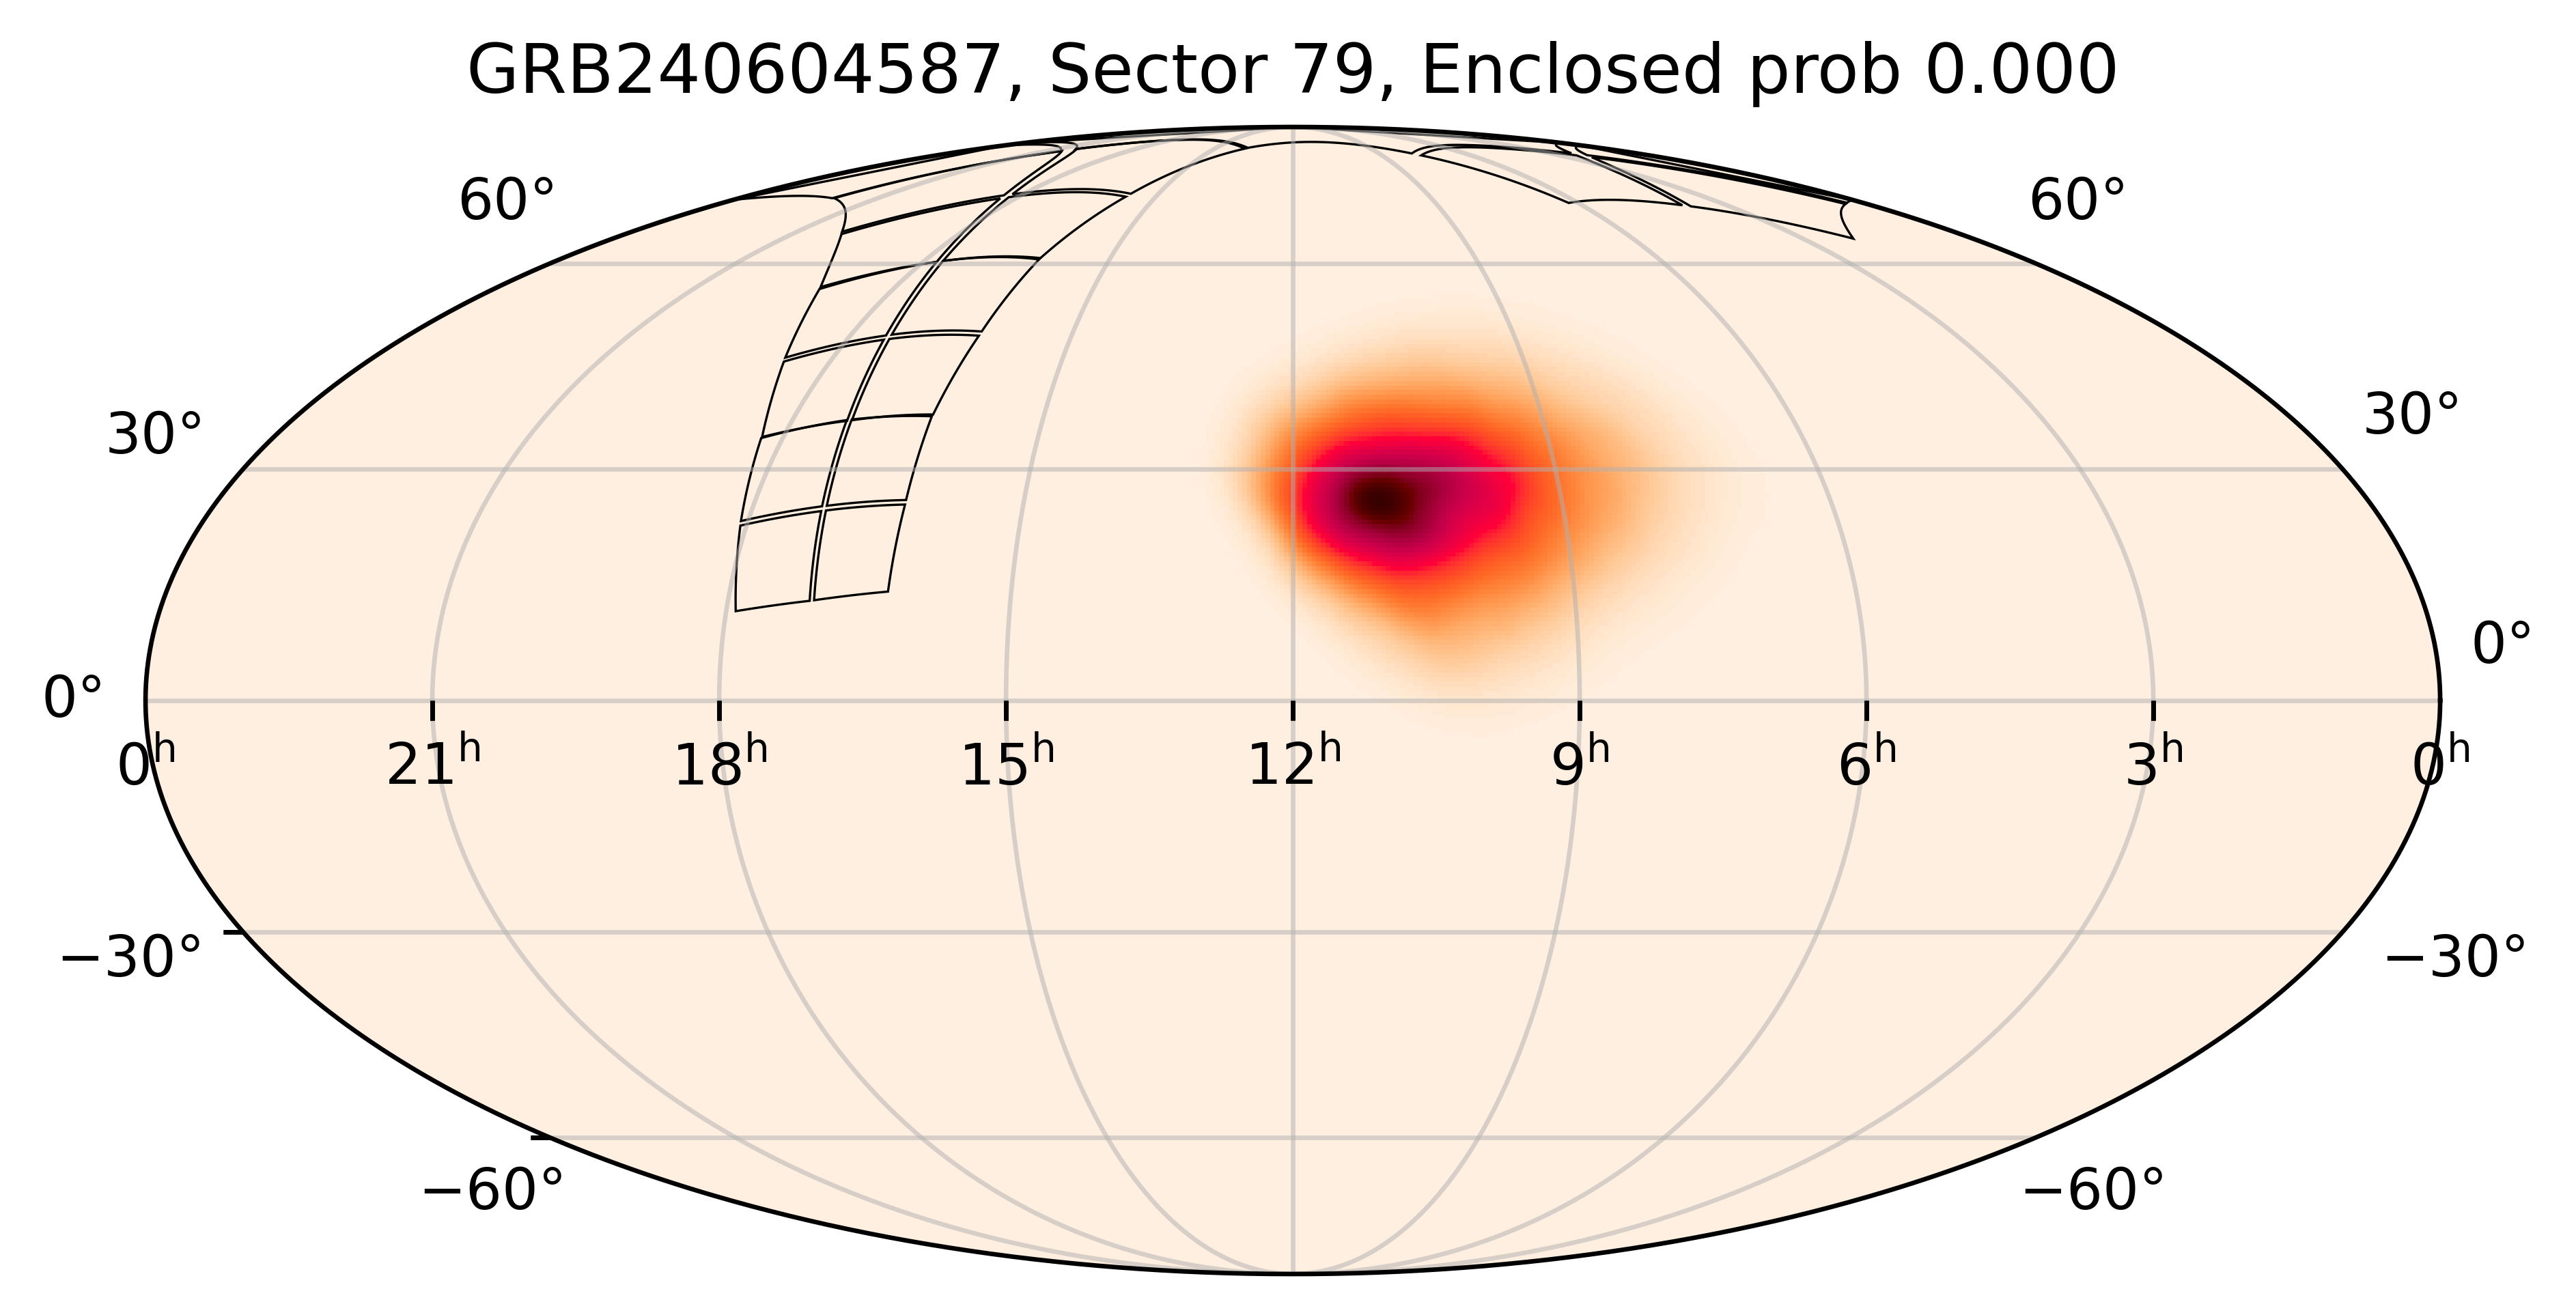 GRB240604587, Sector 79, Enclosed prob 0.000
60° 60°
30° 30°
0° 0°
0ʰ 21ʰ 18ʰ 15ʰ 12ʰ 9ʰ 6ʰ 3ʰ 0ʰ
−30° −30°
−60° −60°